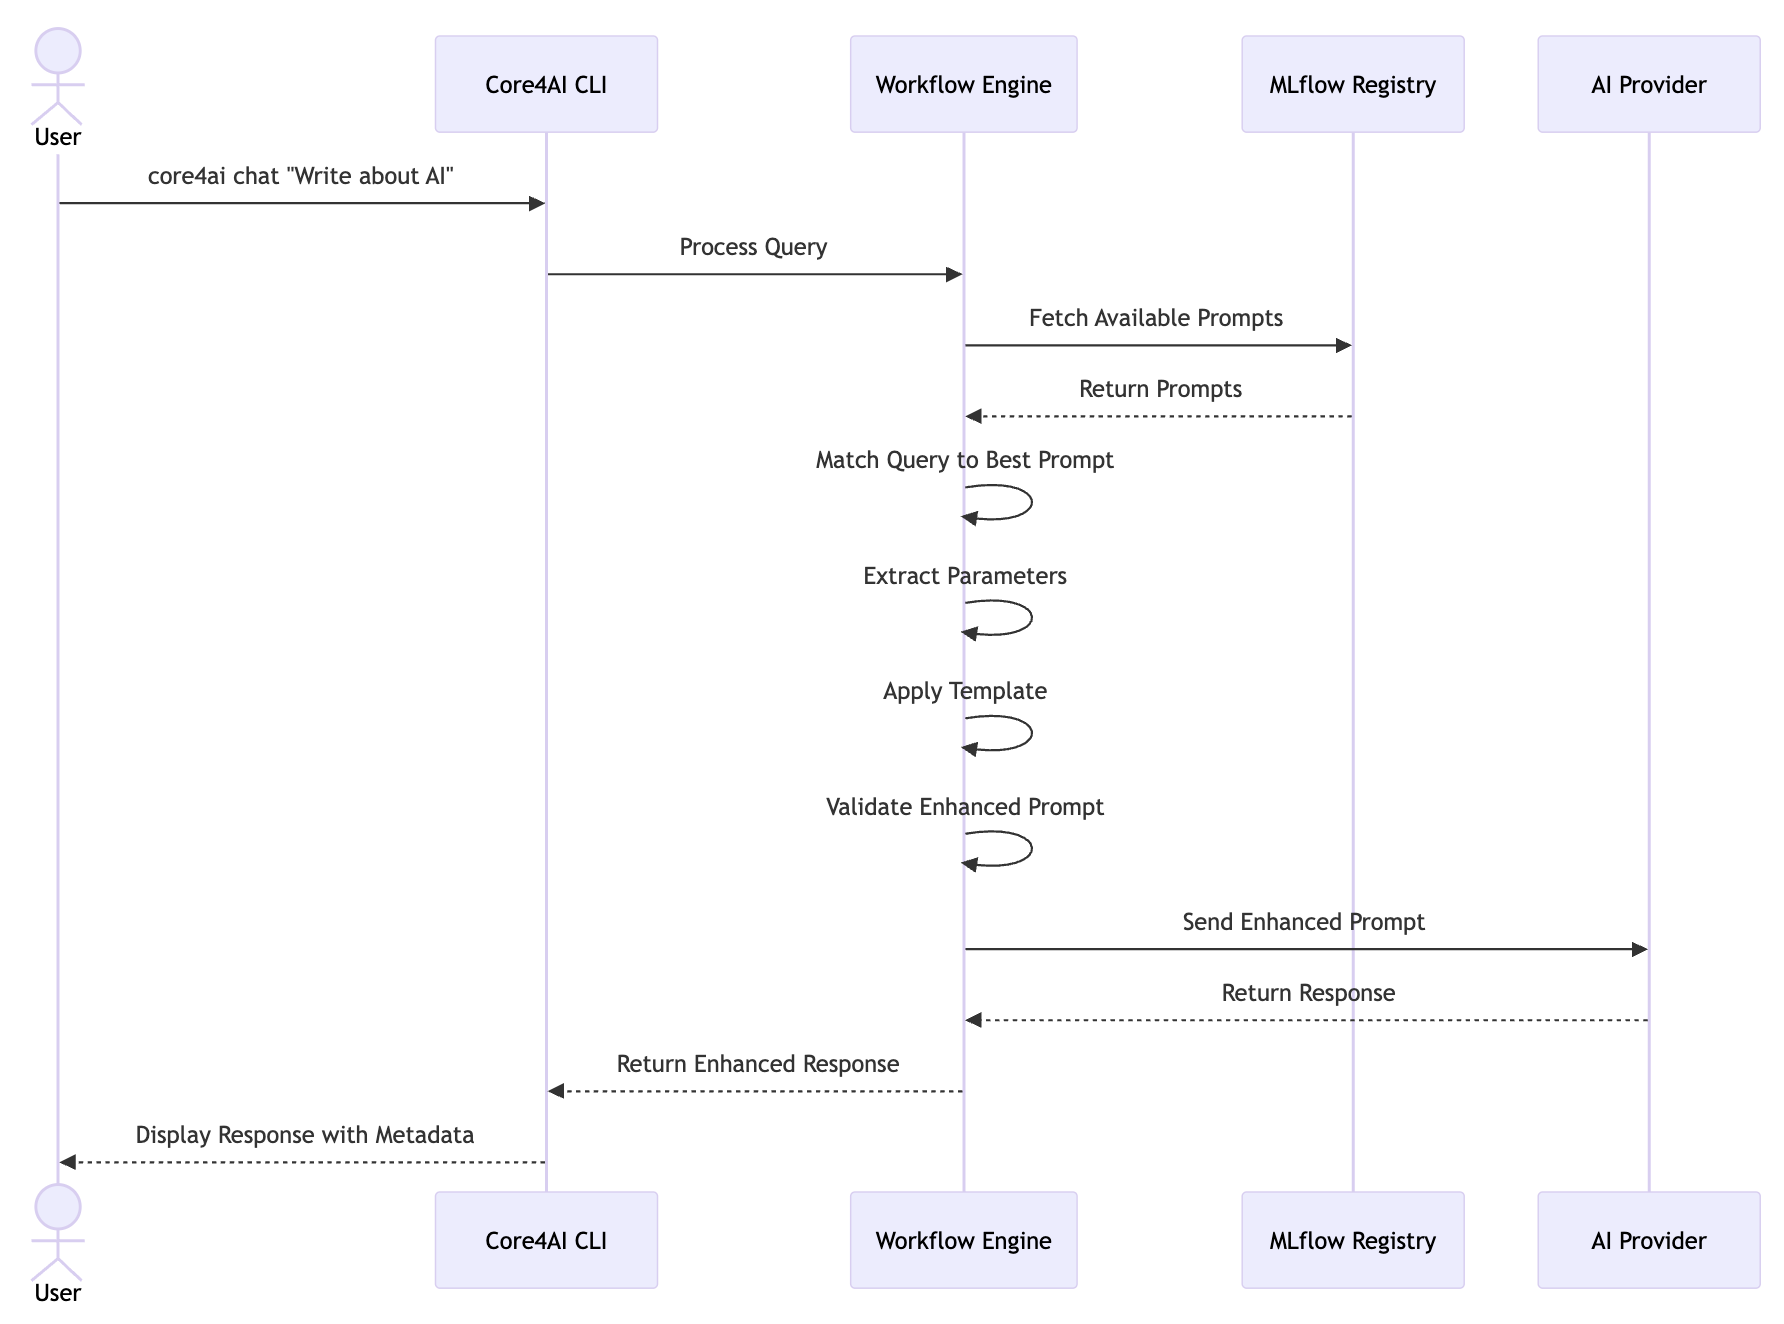 Core4AI CLI
Workflow Engine
MLflow Registry
AI Provider
User
core4ai chat "Write about AI"
Process Query
Fetch Available Prompts
Return Prompts
Match Query to Best Prompt
Extract Parameters
Apply Template
Validate Enhanced Prompt
Send Enhanced Prompt
Return Response
Return Enhanced Response
Display Response with Metadata
Core4AI CLI
Workflow Engine
MLflow Registry
AI Provider
User